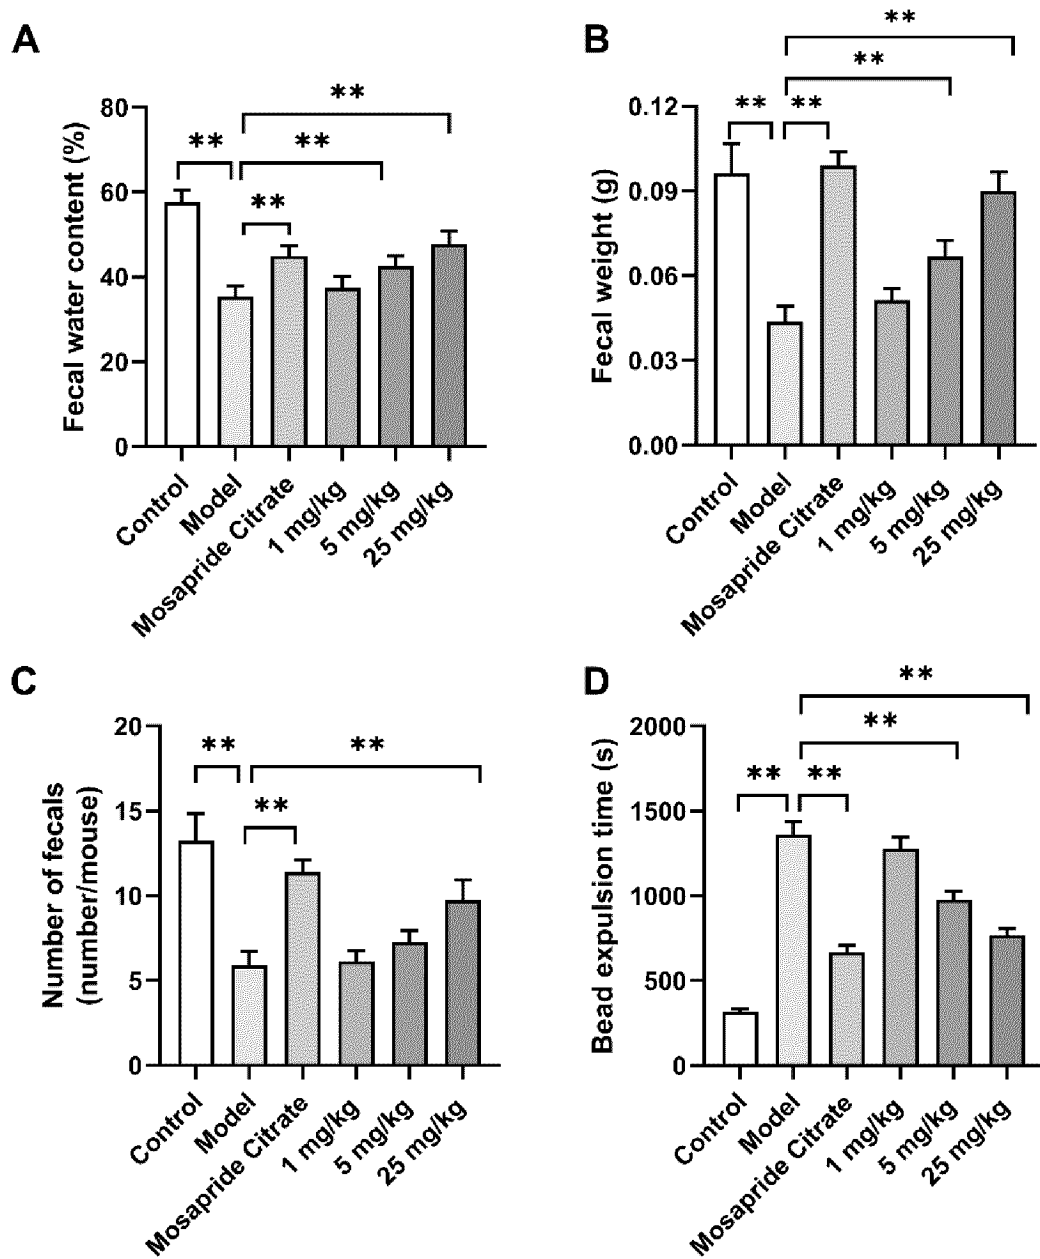 A
Fecal water content (%)
80
60
40
20
0
**
**
**
**
Control
Model
Mosapride Citrate
1 mg/kg
5 mg/kg
25 mg/kg
B
Fecal weight (g)
0.12
0.09
0.06
0.03
0.00
**
**
**
**
Control
Model
Mosapride Citrate
1 mg/kg
5 mg/kg
25 mg/kg
C
Number of fecals
(number/mouse)
20
15
10
5
0
**
**
**
Control
Model
Mosapride Citrate
1 mg/kg
5 mg/kg
25 mg/kg
D
Bead expulsion time (s)
2000
1500
1000
500
0
**
**
**
**
Control
Model
Mosapride Citrate
1 mg/kg
5 mg/kg
25 mg/kg